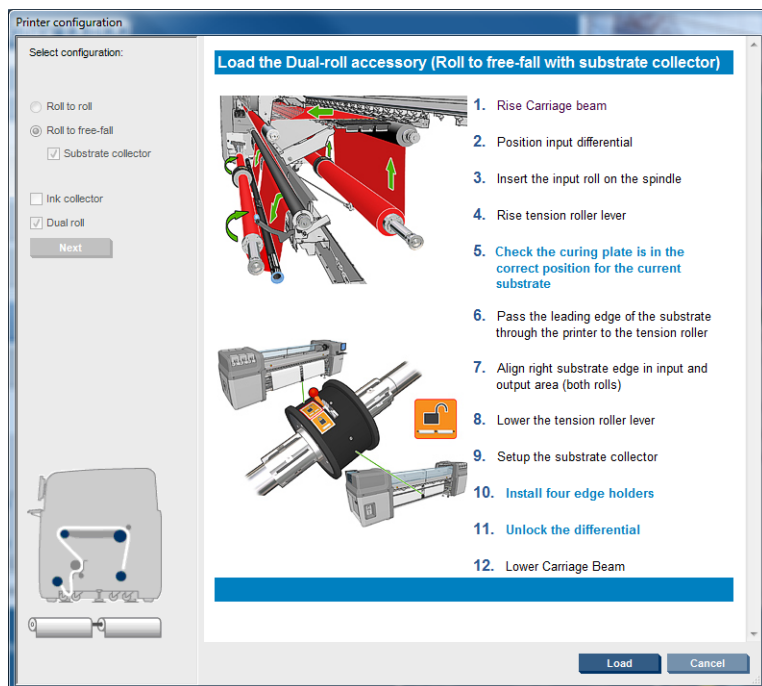 Printer configuration
Select configuration:
Roll to roll
Roll to free-fall
Substrate collector
Ink collector
Dual roll
Next
Load the Dual-roll accessory (Roll to free-fall with substrate collector)
1. Rise Carriage beam
2. Position input differential
3. Insert the input roll on the spindle
4. Rise tension roller lever
5. Check the curing plate is in the
correct position for the current
substrate
6. Pass the leading edge of the substrate
through the printer to the tension roller
7. Align right substrate edge in input and
output area (both rolls)
8. Lower the tension roller lever
9. Setup the substrate collector
10. Install four edge holders
11. Unlock the differential
12. Lower Carriage Beam
Load
Cancel